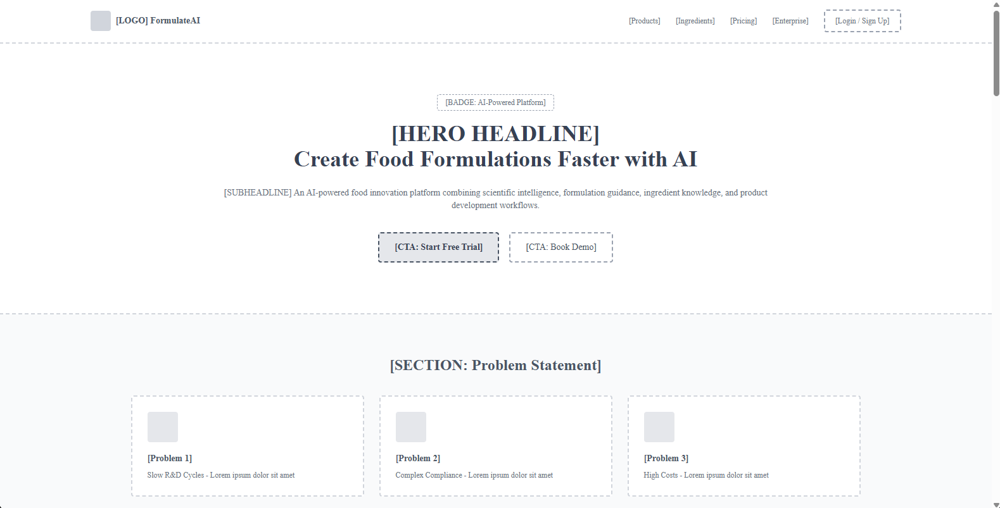 [LOGO] FormulateAI
[Products]
[Ingredients]
[Pricing]
[Enterprise]
[Login / Sign Up]
[BADGE: AI-Powered Platform]
[HERO HEADLINE]
Create Food Formulations Faster with AI
[SUBHEADLINE] An AI-powered food innovation platform combining scientific intelligence, formulation guidance, ingredient knowledge, and product
development workflows.
[CTA: Start Free Trial]
[CTA: Book Demo]
[SECTION: Problem Statement]
[Problem 1]
Slow R&D Cycles - Lorem ipsum dolor sit amet
[Problem 2]
Complex Compliance - Lorem ipsum dolor sit amet
[Problem 3]
High Costs - Lorem ipsum dolor sit amet